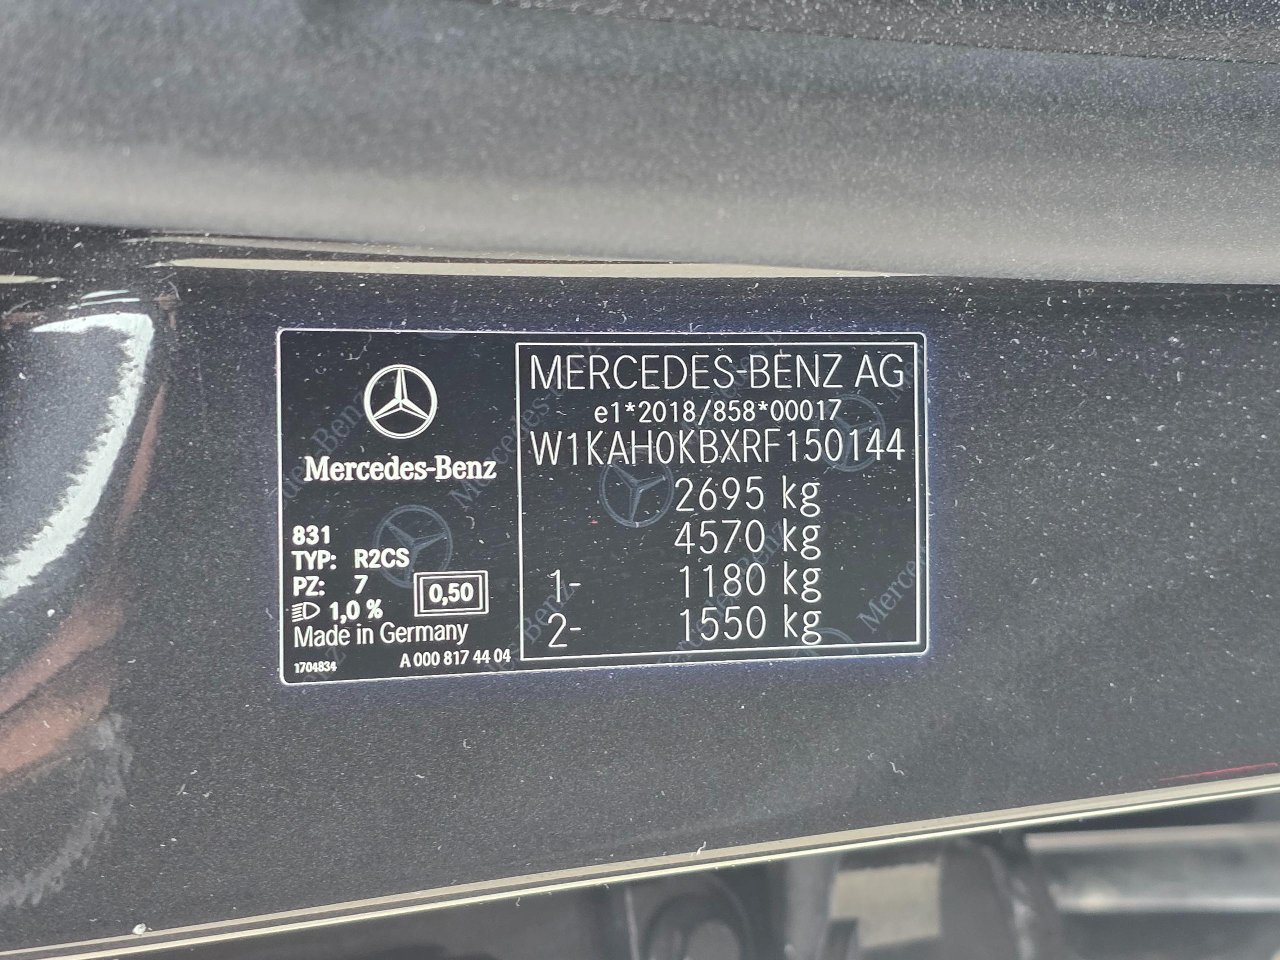 Mercedes-Benz
831
TYP: R2CS
PZ: 7
0,50
1,0 %
Made in Germany
1704834
A 000 817 44 04
MERCEDES-BENZ AG
e1*2018/858*00017
W1KAH0KBXRF150144
2695 kg
4570 kg
1- 1180 kg
2- 1550 kg